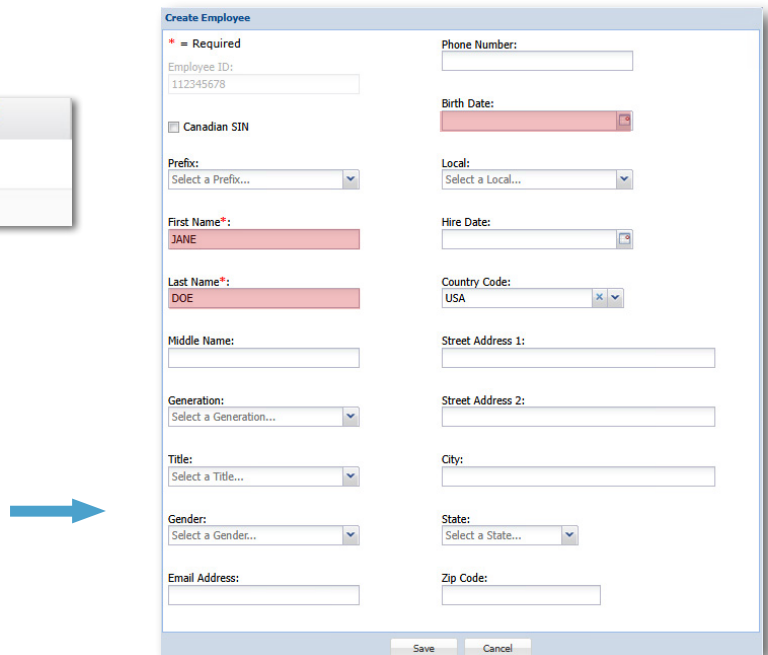 Create Employee
* = Required
Employee ID:
112345678
Canadian SIN
Prefix:
Select a Prefix...
First Name*:
JANE
Last Name*:
DOE
Middle Name:
Generation:
Select a Generation...
Title:
Select a Title...
Gender:
Select a Gender...
Email Address:
Phone Number:
Birth Date:
Local:
Select a Local...
Hire Date:
Country Code:
USA
Street Address 1:
Street Address 2:
City:
State:
Select a State...
Zip Code:
Save
Cancel